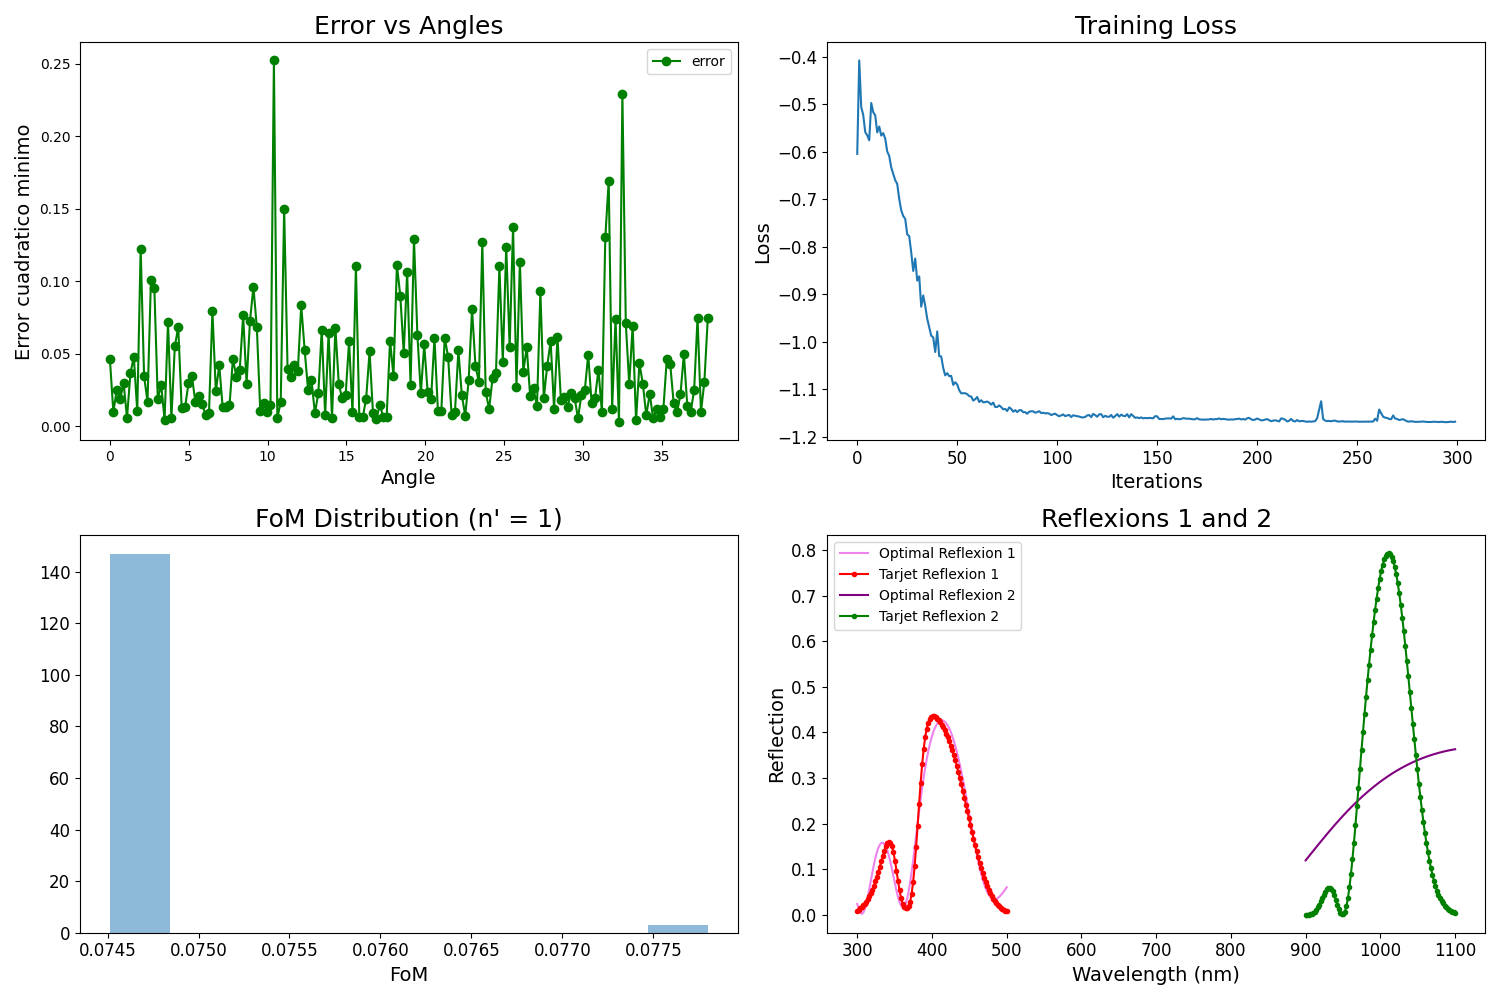 Error vs Angles
Error cuadratico minimo
0.25
0.20
0.15
0.10
0.05
0.00
error
0 5 10 15 20 25 30 35
Angle
Training Loss
Loss
−0.4
−0.5
−0.6
−0.7
−0.8
−0.9
−1.0
−1.1
−1.2
0 50 100 150 200 250 300
Iterations
FoM Distribution (n' = 1)
140
120
100
80
60
40
20
0
0.0745 0.0750 0.0755 0.0760 0.0765 0.0770 0.0775
FoM
Reflexions 1 and 2
Reflection
0.8
0.7
0.6
0.5
0.4
0.3
0.2
0.1
0.0
Optimal Reflexion 1
Tarjet Reflexion 1
Optimal Reflexion 2
Tarjet Reflexion 2
300 400 500 600 700 800 900 1000 1100
Wavelength (nm)